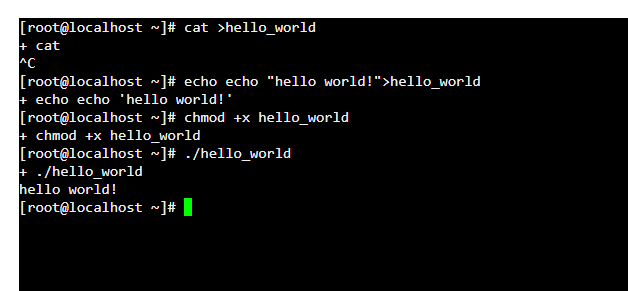 [root@localhost ~]# cat >hello_world
+ cat
^C
[root@localhost ~]# echo echo "hello world!">hello_world
+ echo echo 'hello world!'
[root@localhost ~]# chmod +x hello_world
+ chmod +x hello_world
[root@localhost ~]# ./hello_world
+ ./hello_world
hello world!
[root@localhost ~]#